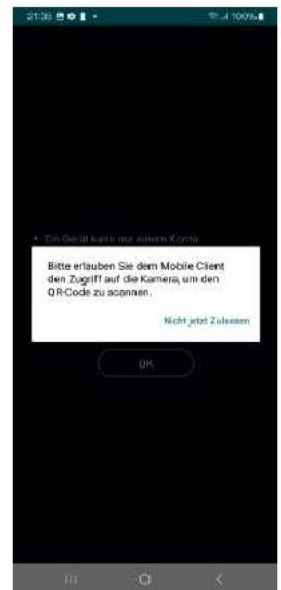 21:36
100%
• Ein Gerät kann nur einem Konto
Bitte erlauben Sie dem Mobile Client
den Zugriff auf die Kamera, um den
QR-Code zu scannen.
Nicht jetzt Zulassen
OK